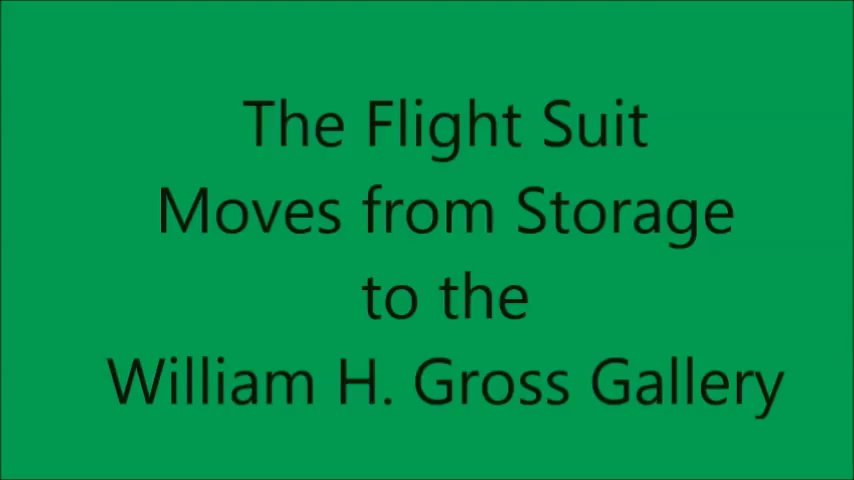 The Flight Suit
Moves from Storage
to the
William H. Gross Gallery